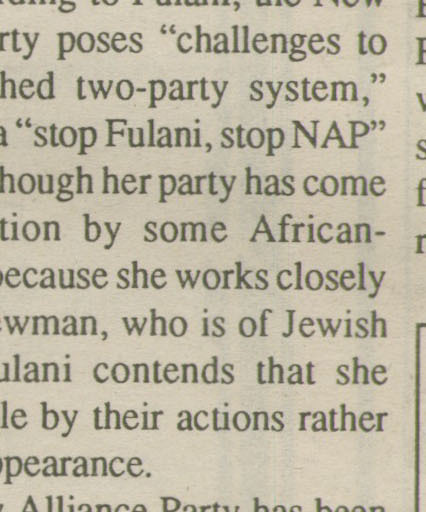 Fulani, the New
rty poses “challenges to
hed two-party system,”
a “stop Fulani, stop NAP”
hough her party has come
tion by some African-
because she works closely
wman, who is of Jewish
ulani contends that she
le by their actions rather
ppearance.
Alliance Party has been